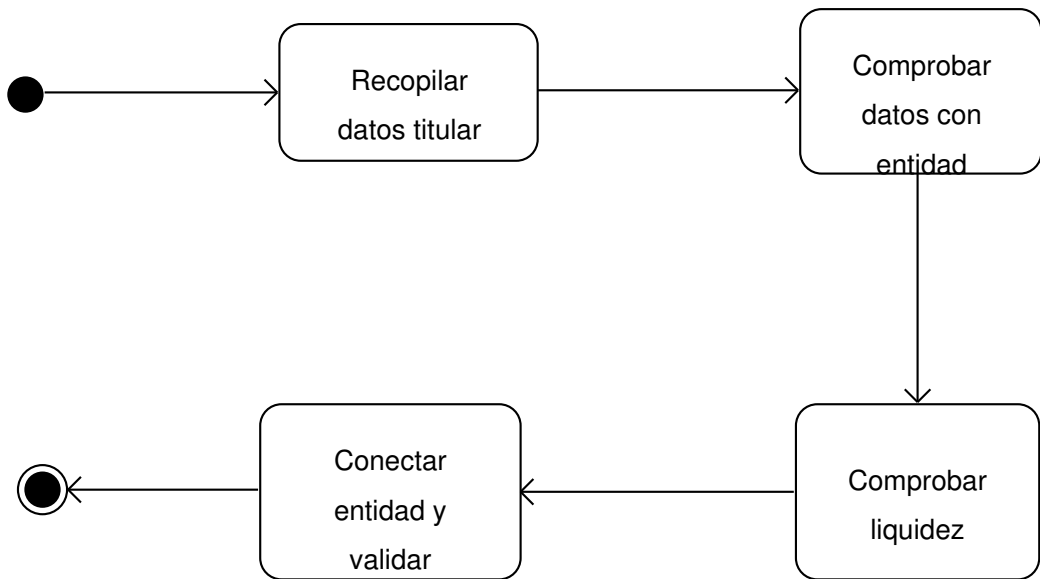 Recopilar
datos titular
Comprobar
datos con
entidad
Comprobar
liquidez
Conectar
entidad y
validar